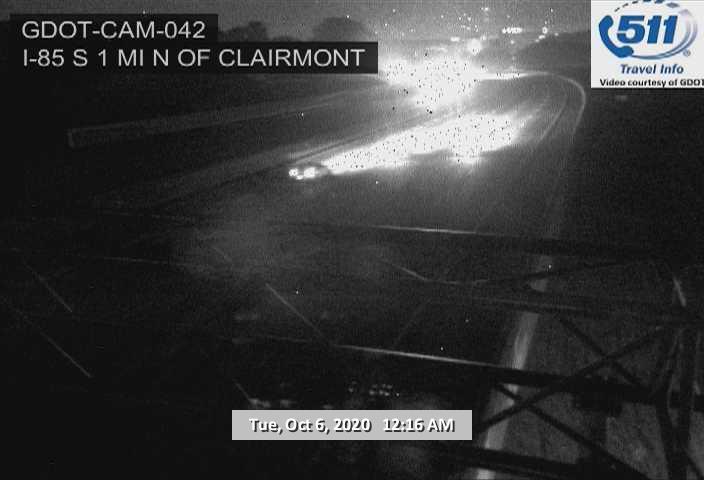 GDOT-CAM-042
I-85 S 1 MI N OF CLAIRMONT
511
Travel Info
Video courtesy of GDOT
Tue, Oct 6, 2020 12:16 AM